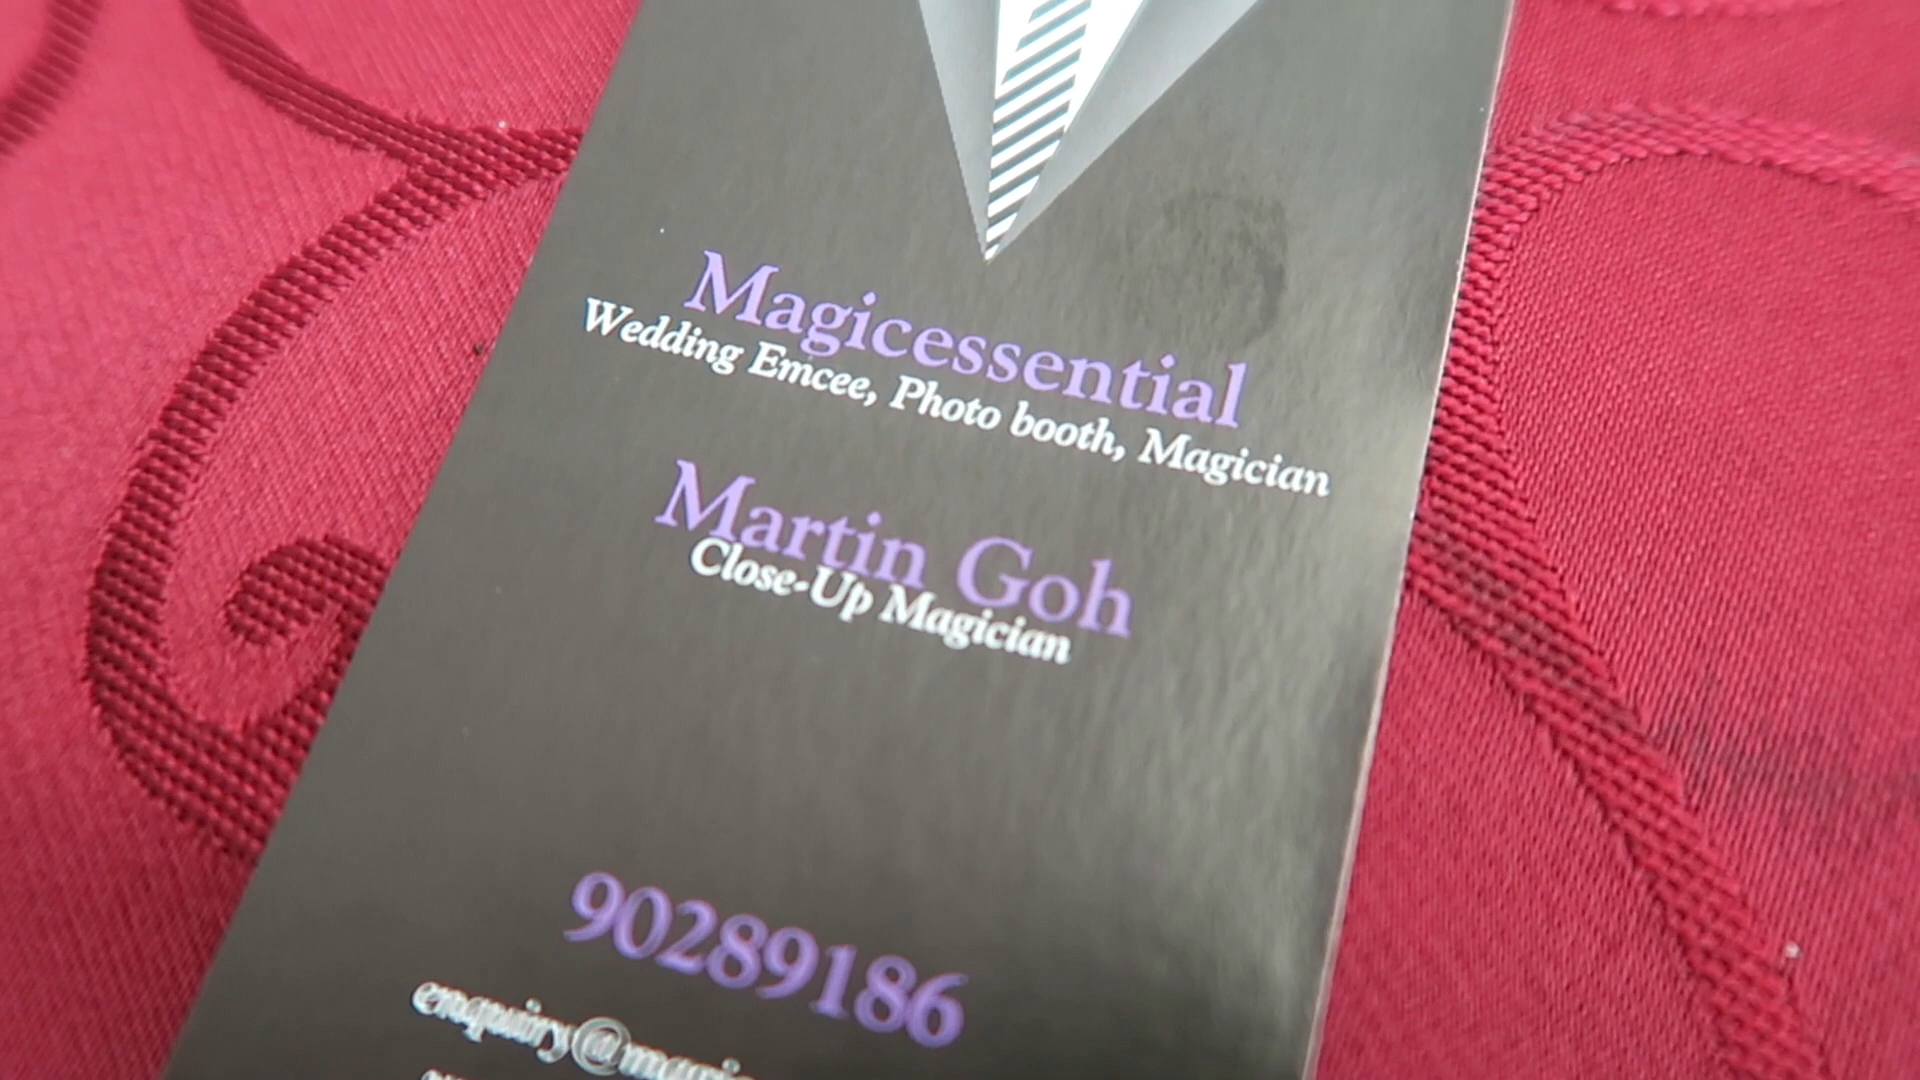 Magicessential
Wedding Emcee, Photo booth, Magician
Martin Goh
Close-Up Magician
90289186